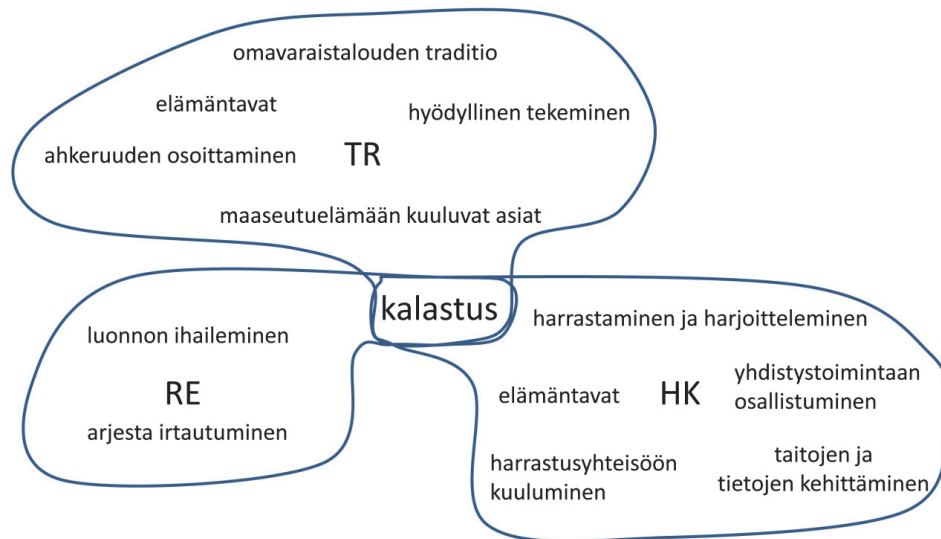 omavaraistalouden traditio
elämäntavat
hyödyllinen tekeminen
ahkeruuden osoittaminen
TR
maaseutuelämään kuuluvat asiat
kalastus
luonnon ihaileminen
RE
arjesta irtautuminen
harrastaminen ja harjoitteleminen
elämäntavat
HK
yhdistystoimintaan
osallistuminen
harrastusyhteisöön
kuuluminen
taitojen ja
tietojen kehittäminen